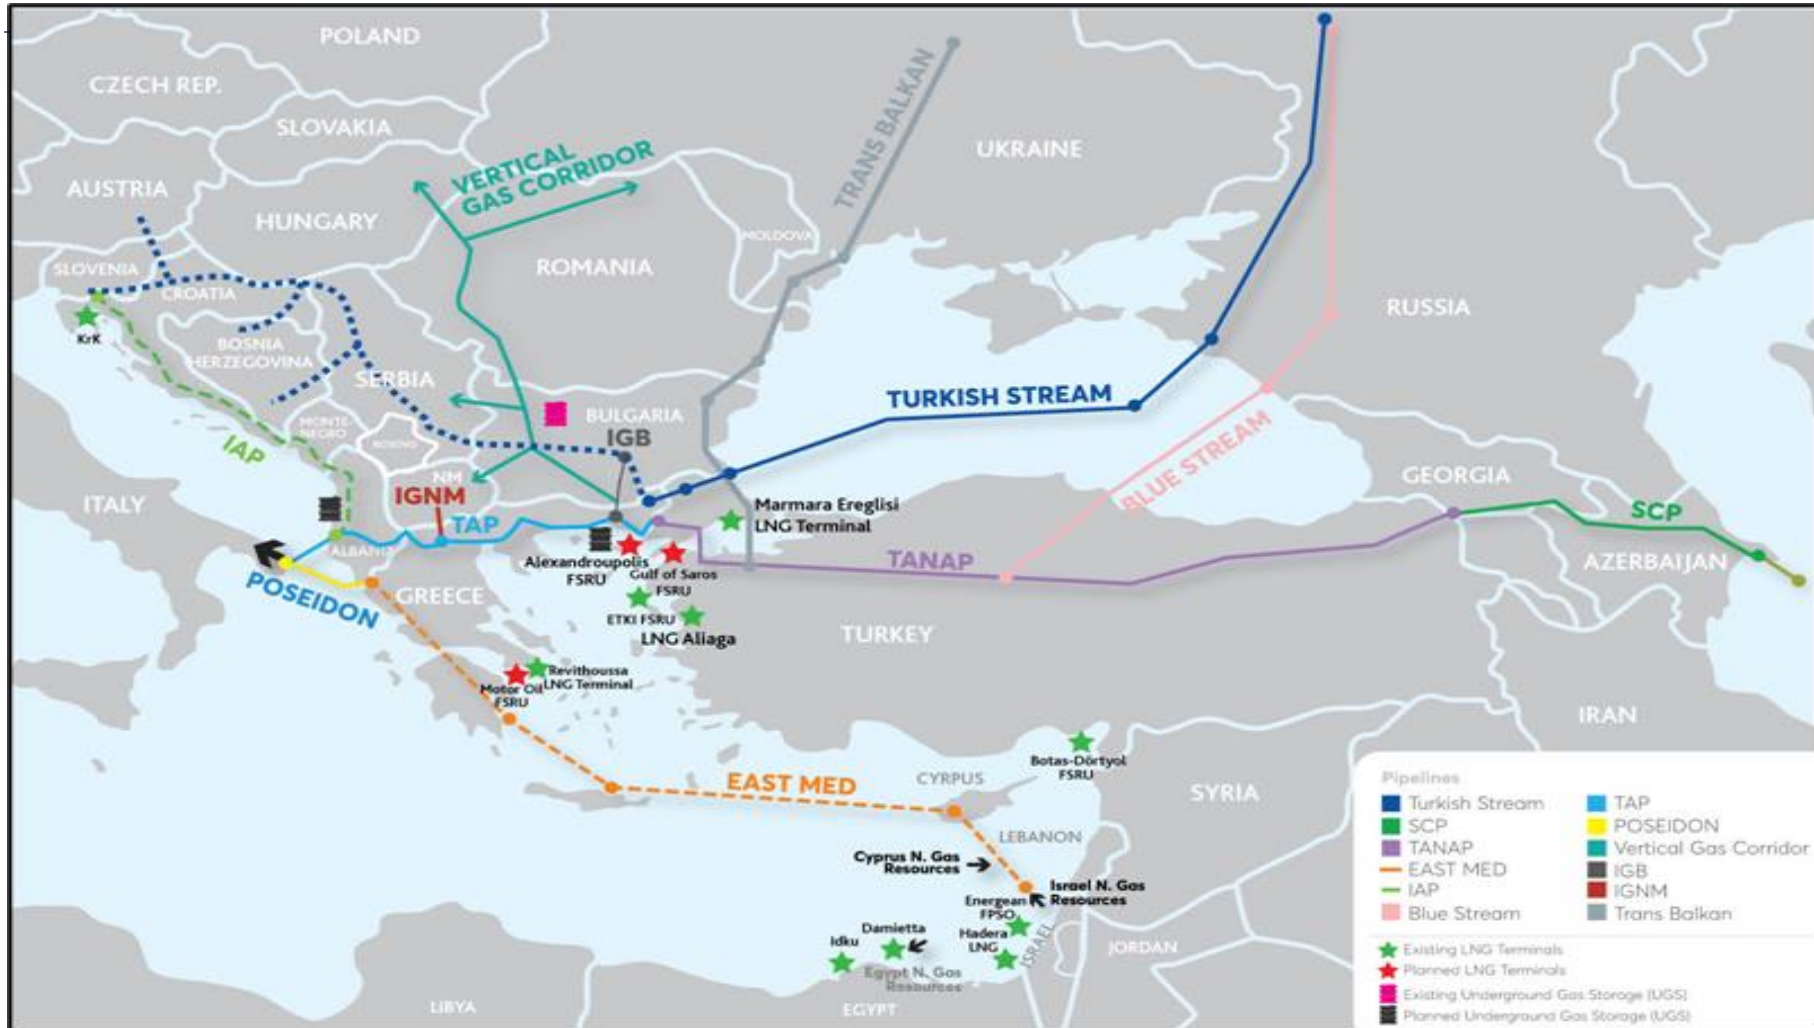 POLAND
CZECH REP.
SLOVAKIA
UKRAINE
TRANS BALKAN
VERTICAL
GAS CORRIDOR
AUSTRIA
HUNGARY
MOLDOVA
ROMANIA
SLOVENIA
CROATIA
RUSSIA
KrK
BOSNIA
HERZEGOVINA
SERBIA
TURKISH STREAM
BULGARIA
MONTE-
NEGRO
KOSOVO
IGB
IAP
BLUE STREAM
GEORGIA
NM
IGNM
ITALY
Marmara Ereglisi
LNG Terminal
SCP
TAP
ALBANI
TANAP
AZERBAIJAN
Alexandroupolis
FSRU
Gulf of Saros
FSRU
POSEIDON
GREECE
ETKI FSRU
LNG Aliaga
TURKEY
Revithoussa
LNG Terminal
Motor Oil
FSRU
IRAN
Botas-Dörtyol
FSRU
EAST MED
CYRPUS
SYRIA
LEBANON
Cyprus N. Gas
Resources
Israel N. Gas
Resources
Energean
FPSO
Hadera
LNG
ISRAEL
Damietta
Idku
Egypt N. Gas
Resources
JORDAN
LIBYA
EGYPT
Pipelines
Turkish Stream
SCP
TANAP
EAST MED
IAP
Blue Stream
TAP
POSEIDON
Vertical Gas Corridor
IGB
IGNM
Trans Balkan
Existing LNG Terminals
Planned LNG Terminals
Existing Underground Gas Storage (UGS)
Planned Underground Gas Storage (UGS)